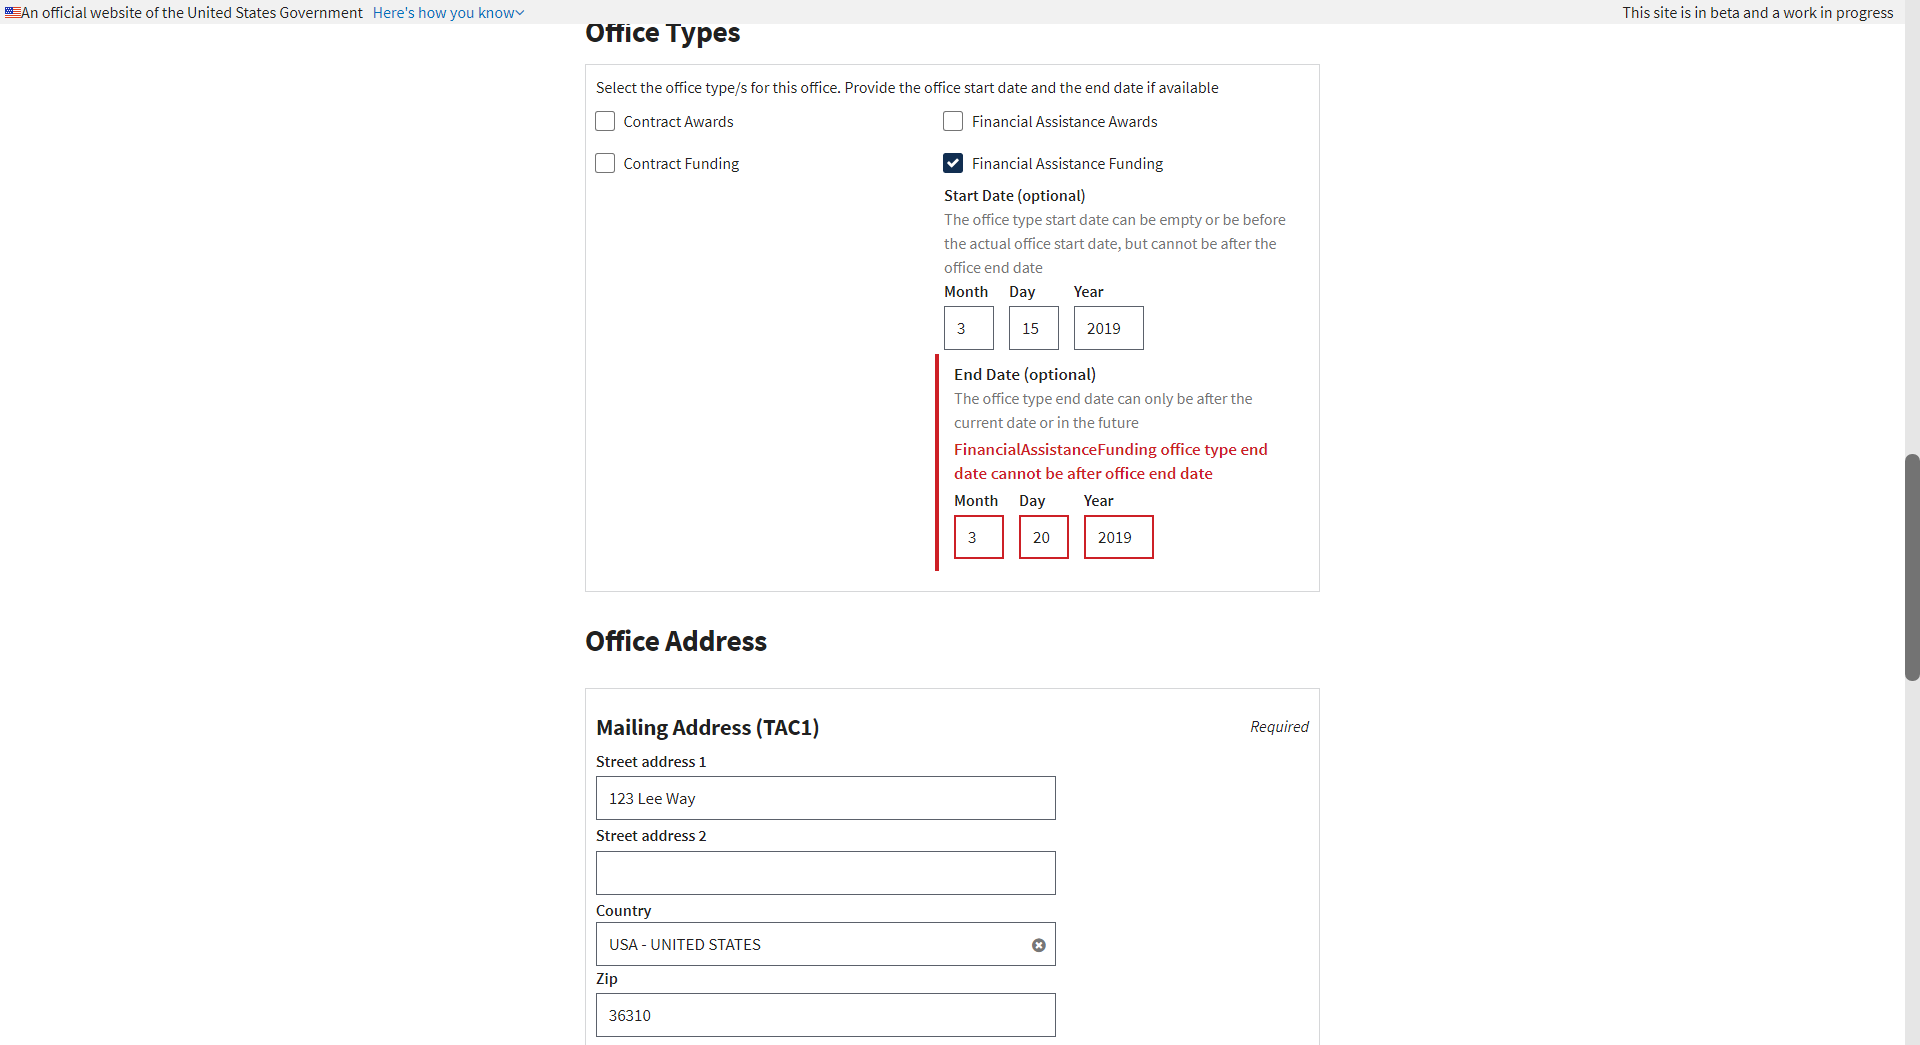 An official website of the United States Government Here's how you know
This site is in beta and a work in progress
Office Types
Select the office type/s for this office. Provide the office start date and the end date if available
Contract Awards
Financial Assistance Awards
Contract Funding
Financial Assistance Funding
Start Date (optional)
The office type start date can be empty or be before
the actual office start date, but cannot be after the
office end date
Month Day Year
3 15 2019
End Date (optional)
The office type end date can only be after the
current date or in the future
FinancialAssistanceFunding office type end
date cannot be after office end date
Month Day Year
3 20 2019
Office Address
Mailing Address (TAC1)
Required
Street address 1
123 Lee Way
Street address 2
Country
USA - UNITED STATES
Zip
36310